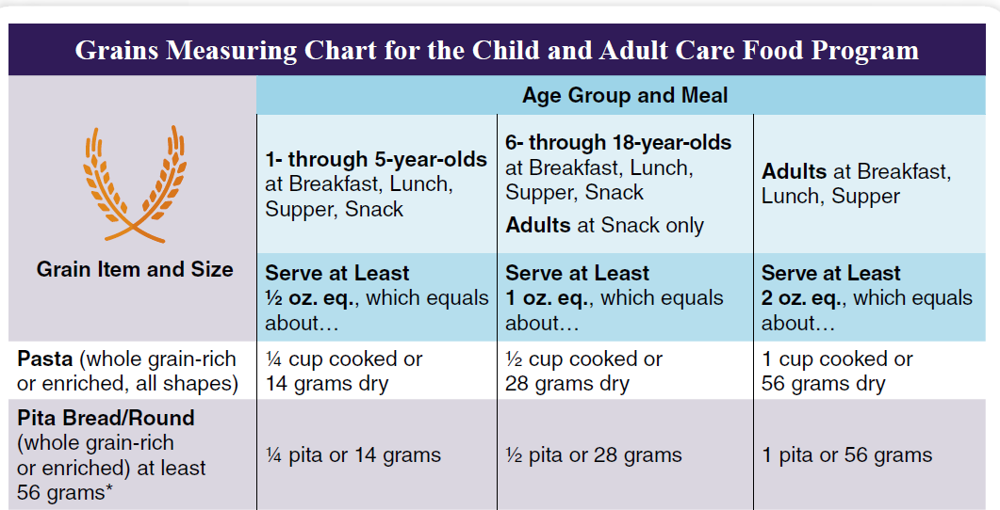 Grains Measuring Chart for the Child and Adult Care Food Program
Age Group and Meal
1- through 5-year-olds
at Breakfast, Lunch,
Supper, Snack
6- through 18-year-olds
at Breakfast, Lunch,
Supper, Snack
Adults at Snack only
Adults at Breakfast,
Lunch, Supper
Grain Item and Size
Serve at Least
½ oz. eq., which equals
about…
Serve at Least
1 oz. eq., which equals
about…
Serve at Least
2 oz. eq., which equals
about…
Pasta (whole grain-rich
or enriched, all shapes)
¼ cup cooked or
14 grams dry
½ cup cooked or
28 grams dry
1 cup cooked or
56 grams dry
Pita Bread/Round
(whole grain-rich
or enriched) at least
56 grams*
¼ pita or 14 grams
½ pita or 28 grams
1 pita or 56 grams